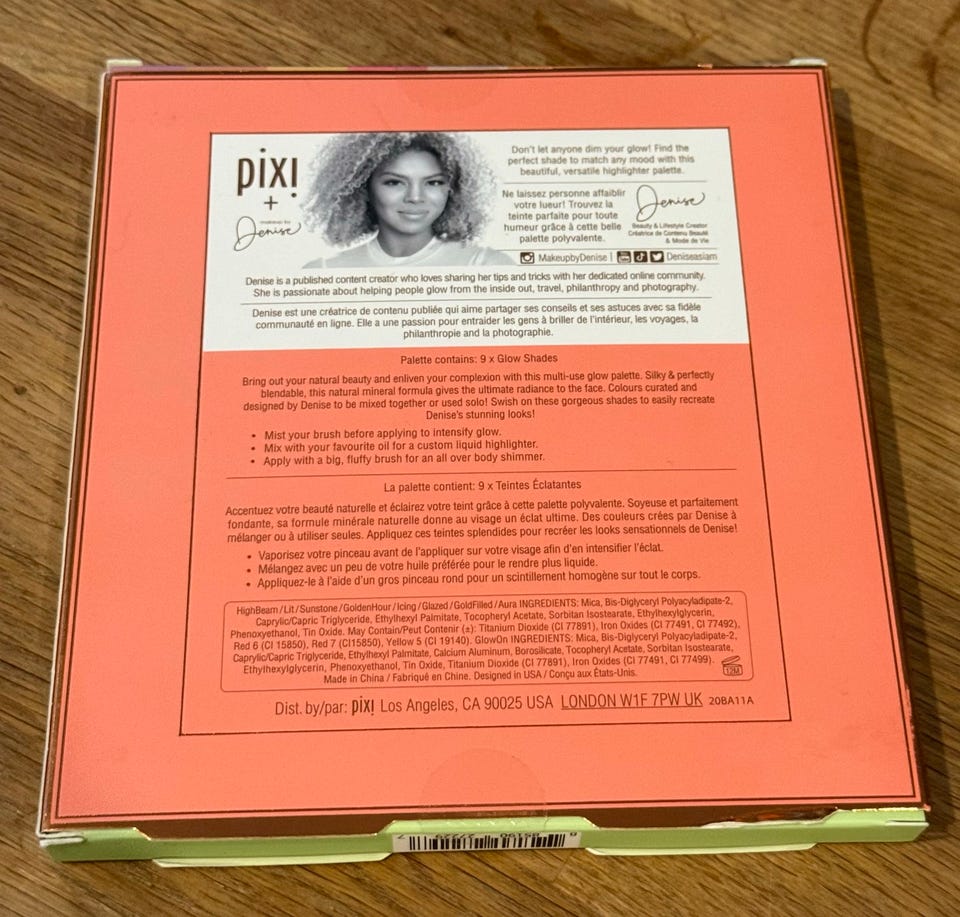 pixi
+
makeup by
Denise
Don't let anyone dim your glow! Find the
perfect shade to match any mood with this
beautiful, versatile highlighter palette.
Ne laissez personne affaiblir
votre lueur! Trouvez la
teinte parfaite pour toute
humeur grâce à cette belle
palette polyvalente.
Denise
Beauty & Lifestyle Creator
Créatrice de Contenu Beauté
& Mode de Vie
MakeupbyDenise | Deniseasiam
Denise is a published content creator who loves sharing her tips and tricks with her dedicated online community.
She is passionate about helping people glow from the inside out, travel, philanthropy and photography.
Denise est une créatrice de contenu publiée qui aime partager ses conseils et ses astuces avec sa fidèle
communauté en ligne. Elle a une passion pour entraider les gens à briller de l'intérieur, les voyages, la
philanthropie and la photographie.
Palette contains: 9 x Glow Shades
Bring out your natural beauty and enliven your complexion with this multi-use glow palette. Silky & perfectly
blendable, this natural mineral formula gives the ultimate radiance to the face. Colours curated and
designed by Denise to be mixed together or used solo! Swish on these gorgeous shades to easily recreate
Denise's stunning looks!
• Mist your brush before applying to intensify glow.
• Mix with your favourite oil for a custom liquid highlighter.
• Apply with a big, fluffy brush for an all over body shimmer.
La palette contient: 9 x Teintes Éclatantes
Accentuez votre beauté naturelle et éclairez votre teint grâce à cette palette polyvalente. Soyeuse et parfaitement
fondante, sa formule minérale naturelle donne au visage un éclat ultime. Des couleurs crées par Denise à
mélanger ou à utiliser seules. Appliquez ces teintes splendides pour recréer les looks sensationnels de Denise!
• Vaporisez votre pinceau avant de l'appliquer sur votre visage afin d'en intensifier l'éclat.
• Mélangez avec un peu de votre huile préférée pour le rendre plus liquide.
• Appliquez-le à l'aide d'un gros pinceau rond pour un scintillement homogène sur tout le corps.
HighBeam/Lit/Sunstone/GoldenHour/Icing/Glazed/GoldFilled/Aura INGREDIENTS: Mica, Bis-Diglyceryl Polyacyladipate-2,
Caprylic/Capric Triglyceride, Ethylhexyl Palmitate, Tocopheryl Acetate, Sorbitan Isostearate, Ethylhexylglycerin,
Phenoxyethanol, Tin Oxide. May Contain/Peut Contenir (±): Titanium Dioxide (CI 77891), Iron Oxides (CI 77491, CI 77492),
Red 6 (CI 15850), Red 7 (CI15850), Yellow 5 (CI 19140). GlowOn INGREDIENTS: Mica, Bis-Diglyceryl Polyacyladipate-2,
Caprylic/Capric Triglyceride, Ethylhexyl Palmitate, Calcium Aluminum, Borosilicate, Tocopheryl Acetate, Sorbitan Isostearate,
Ethylhexylglycerin, Phenoxyethanol, Tin Oxide, Titanium Dioxide (CI 77891), Iron Oxides (CI 77491, CI 77499).
Made in China / Fabriqué en Chine. Designed in USA / Conçu aux États-Unis.
12M
Dist. by/par: pixi Los Angeles, CA 90025 USA LONDON W1F 7PW UK 20BA11A